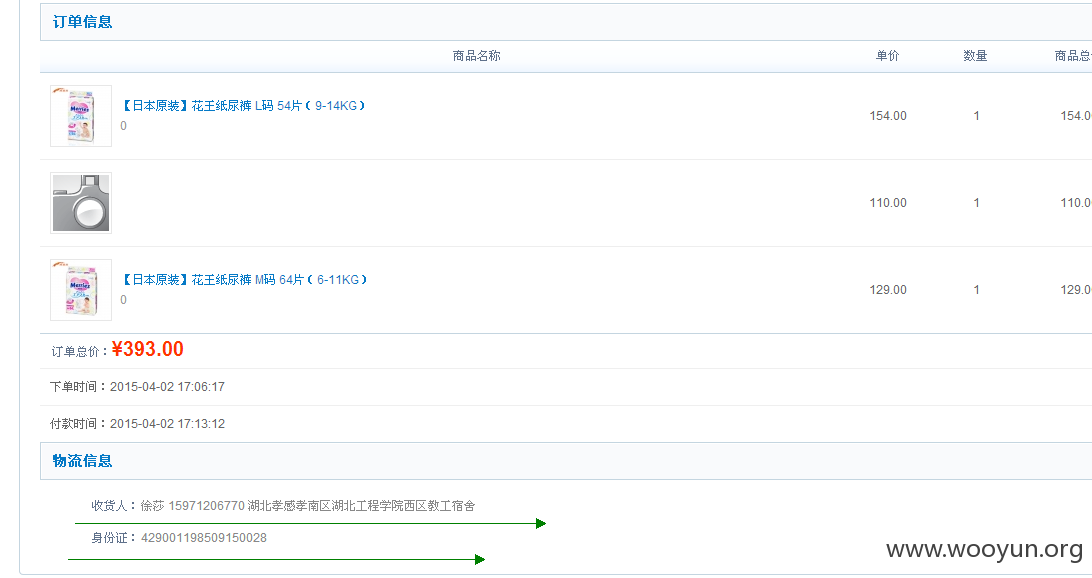 订单信息
商品名称 单价 数量 商品总
【日本原装】花王纸尿裤 L码 54片（9-14KG）
0
154.00 1 154.0
110.00 1 110.0
【日本原装】花王纸尿裤 M码 64片（6-11KG）
0
129.00 1 129.0
订单总价：¥393.00
下单时间：2015-04-02 17:06:17
付款时间：2015-04-02 17:13:12
物流信息
收货人：徐莎 15971206770 湖北孝感孝南区湖北工程学院西区教工宿舍
身份证：429001198509150028
www.wooyun.org
Merries
Merries